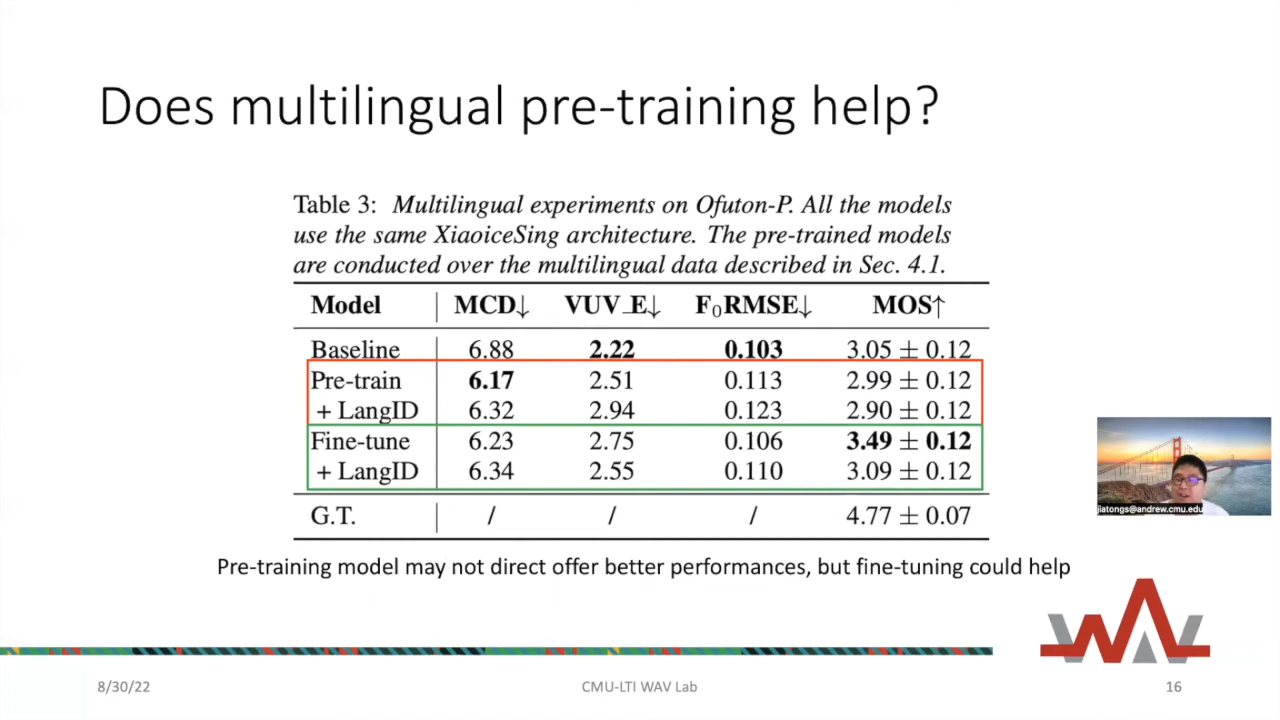 Does multilingual pre-training help?
Table 3: Multilingual experiments on Ofuton-P. All the models
use the same XiaoiceSing architecture. The pre-trained models
are conducted over the multilingual data described in Sec. 4.1.
Model MCD↓ VUV_E↓ F₀RMSE↓ MOS↑
Baseline 6.88 2.22 0.103 3.05 ± 0.12
Pre-train 6.17 2.51 0.113 2.99 ± 0.12
+ LangID 6.32 2.94 0.123 2.90 ± 0.12
Fine-tune 6.23 2.75 0.106 3.49 ± 0.12
+ LangID 6.34 2.55 0.110 3.09 ± 0.12
G.T. / / / 4.77 ± 0.07
jiatongs@andrew.cmu.edu
Pre-training model may not direct offer better performances, but fine-tuning could help
WAV
8/30/22 CMU-LTI WAV Lab 16